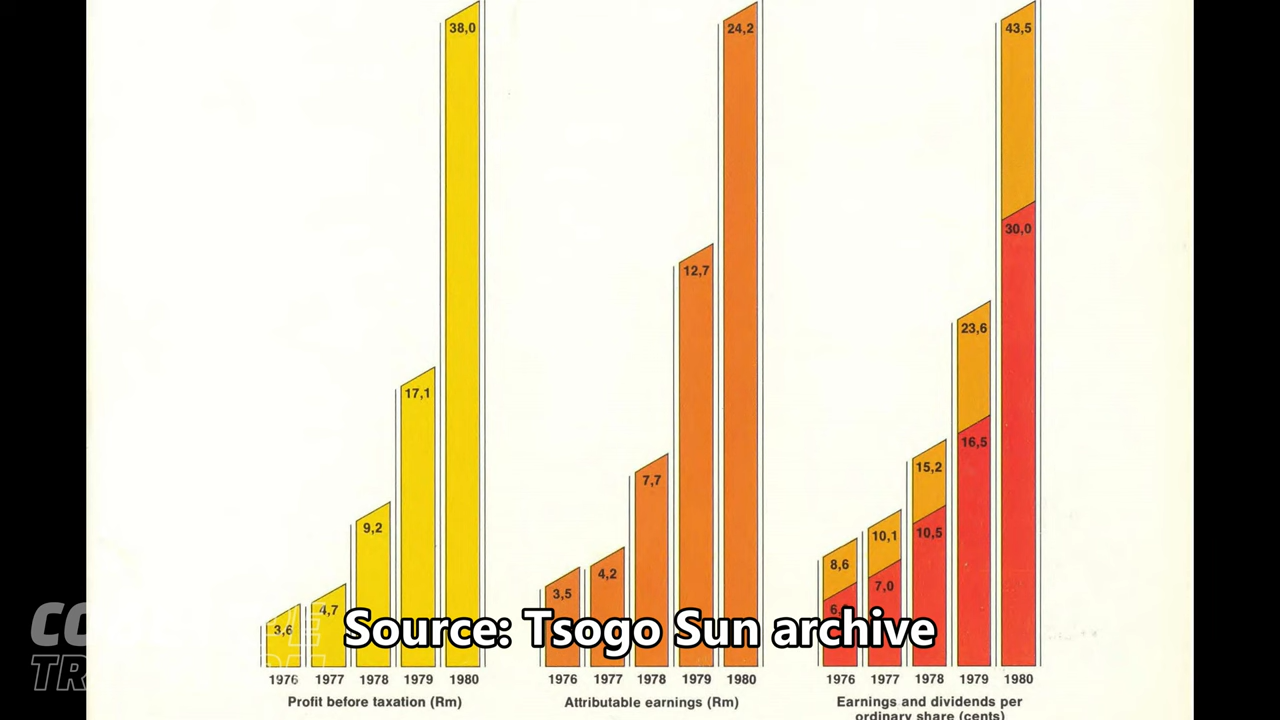 38,0 24,2 43,5
30,0
12,7
23,6
17,1
16,5
7,7 15,2
9,2 10,5
10,1
8,6
4,2 7,0
3,5
4,7
3,6
Source: Tsogo Sun archive
1976 1977 1978 1979 1980 1976 1977 1978 1979 1980 1976 1977 1978 1979 1980
Profit before taxation (Rm) Attributable earnings (Rm) Earnings and dividends per
ordinary share (cents)